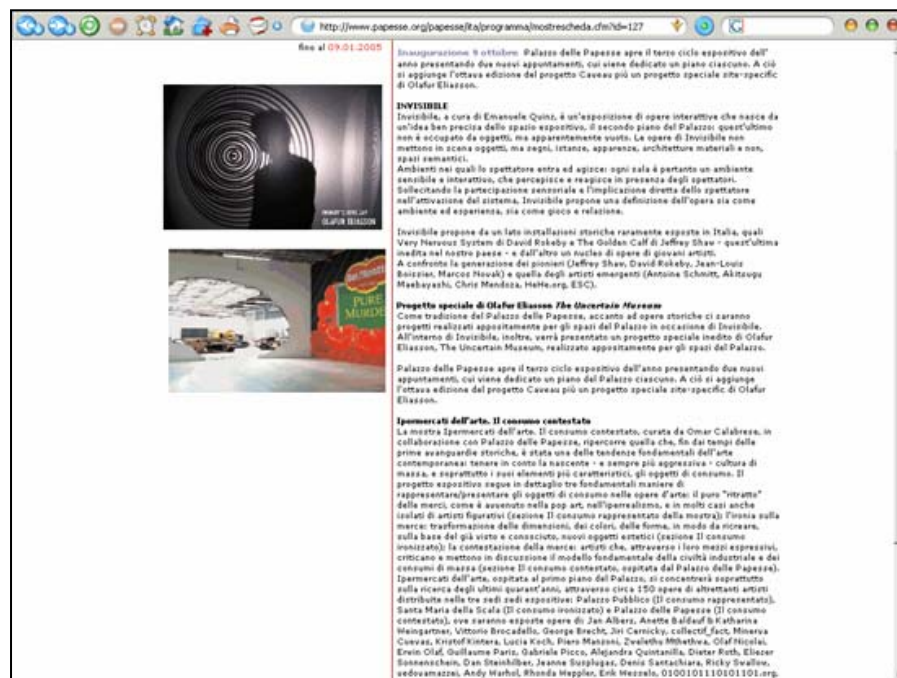 http://www.papesse.org/papesse/ita/programma/mostrescheda.cfm?id=127
fino al 09.01.2005
Inaugurazione 9 ottobre Palazzo delle Papesse apre il terzo ciclo espositivo dell'
anno presentando due nuovi appuntamenti, cui viene dedicato un piano ciascuno. A ciò
si aggiunge l'ottava edizione del progetto Caveau più un progetto speciale site-specific
di Olafur Eliasson.
INVISIBILE
Invisibile, a cura di Emanuele Quinz, è un'esposizione di opere interattive che nasce da
un'idea ben precisa dello spazio espositivo, il secondo piano del Palazzo: quest'ultimo
non è occupato da oggetti, ma apparentemente vuoto. Le opere di Invisibile non
mettono in scena oggetti, ma segni, istanze, apparenze, architetture materiali e non,
spazi semantici.
Ambienti nei quali lo spettatore entra ed agisce: ogni sala è pertanto un ambiente
sensibile e interattivo, che percepisce e reagisce in presenza degli spettatori.
Sollecitando la partecipazione sensoriale e l'implicazione diretta dello spettatore
nell'attivazione del sistema, Invisibile propone una definizione dell'opera sia come
ambiente ed esperienza, sia come gioco e relazione.
Invisibile propone da un lato installazioni storiche raramente esposte in Italia, quali
Very Nervous System di David Rokeby e The Golden Calf di Jeffrey Shaw - quest'ultima
inedita nel nostro paese - e dall'altro un nucleo di opere di giovani artisti.
A confronto la generazione dei pionieri (Jeffrey Shaw, David Rokeby, Jean-Louis
Boissier, Marcos Novak) e quella degli artisti emergenti (Antoine Schmitt, Akitsugu
Maebayashi, Chris Mendoza, HeHe.org, ESC).
Progetto speciale di Olafur Eliasson The Uncertain Museum
Come tradizione del Palazzo delle Papesse, accanto ad opere storiche ci saranno
progetti realizzati appositamente per gli spazi del Palazzo in occasione di Invisibile.
All'interno di Invisibile, inoltre, verrà presentato un progetto speciale inedito di Olafur
Eliasson, The Uncertain Museum, realizzato appositamente per gli spazi del Palazzo.
Palazzo delle Papesse apre il terzo ciclo espositivo dell'anno presentando due nuovi
appuntamenti, cui viene dedicato un piano del Palazzo ciascuno. A ciò si aggiunge
l'ottava edizione del progetto Caveau più un progetto speciale site-specific di Olafur
Eliasson.
Ipermercati dell'arte. Il consumo contestato
La mostra Ipermercati dell'arte. Il consumo contestato, curata da Omar Calabrese, in
collaborazione con Palazzo delle Papesse, ripercorre quella che, fin dai tempi delle
prime avanguardie storiche, è stata una delle tendenze fondamentali dell'arte
contemporanea: tenere in conto la nascente - e sempre più aggressiva - cultura di
massa, e soprattutto i suoi elementi più caratteristici, gli oggetti di consumo. Il
progetto espositivo segue in dettaglio tre fondamentali maniere di
rappresentare/presentare gli oggetti di consumo nelle opere d'arte: il puro "ritratto"
delle merci, come è avvenuto nella pop art, nell'iperrealismo, e in molti casi anche
isolati di artisti figurativi (sezione Il consumo rappresentato della mostra); l'ironia sulla
merce: trasformazione delle dimensioni, dei colori, delle forme, in modo da ricreare,
sulla base del già visto e conosciuto, nuovi oggetti estetici (sezione Il consumo
ironizzato); la contestazione della merce: artisti che, attraverso i loro mezzi espressivi,
criticano e mettono in discussione il modello fondamentale della civiltà industriale e dei
consumi di massa (sezione Il consumo contestato, ospitata dal Palazzo delle Papesse).
Ipermercati dell'arte, ospitata al primo piano del Palazzo, si concentrerà soprattutto
sulla ricerca degli ultimi quarant'anni, attraverso circa 150 opere di altrettanti artisti
distribuite nelle tre sedi espositive: Palazzo Pubblico (Il consumo rappresentato),
Santa Maria della Scala (Il consumo ironizzato) e Palazzo delle Papesse (Il consumo
contestato), ove saranno esposte opere di: Jan Albers, Anette Baldauf & Katharina
Weingartner, Vittorio Brocadello, George Brecht, Jiri Cernicky, collectif_fact, Minerva
Cuevas, Kristof Kintera, Lucia Koch, Piero Manzoni, Zwelethu Mthethwa, Olaf Nicolai,
Erwin Olaf, Guillaume Paris, Gabriele Picco, Alejandra Quintanilla, Dieter Roth, Eliezer
Sonnenschein, Dan Steinhilber, Jeanne Susplugas, Denis Santachiara, Ricky Swallow,
vedovamazzei, Andy Warhol, Rhonda Weppler, Erik Wesselo, 0100101110101101.org,
OLAFUR ELIASSON
PURE
MURDER